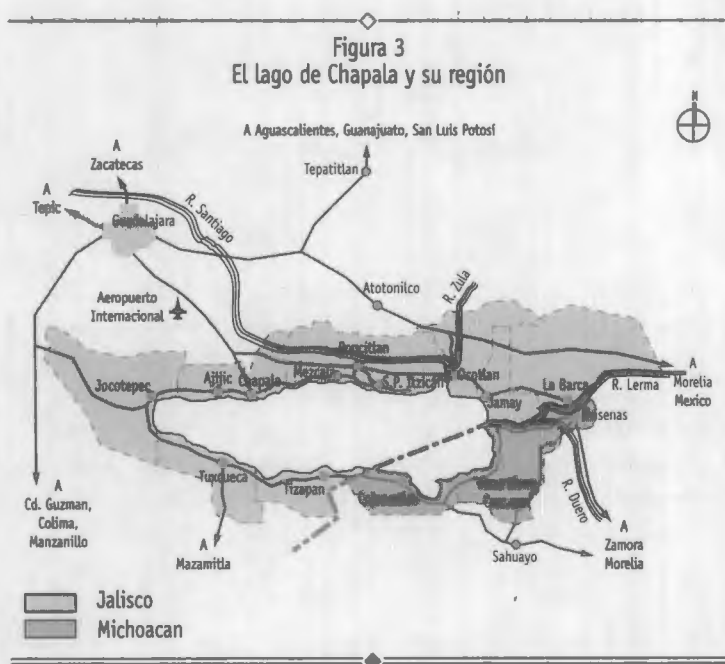 Figura 3
El lago de Chapala y su región
N
A Aguascalientes, Guanajuato, San Luis Potosí
A
Zacatecas
Tepatitlan
A
Tepic
Guadalajara
R. Santiago
Atotonilco
R. Zula
Aeropuerto
Internacional
Poncitlan
Mezcala
S.P. Itzican
Ocotlan
Jocotepec
Ajijic
Chapala
Jamay
La Barca
R. Lerma
A
Morelia
Mexico
Tuxcueca
Tizapan
R. Duero
A
Cd. Guzman,
Colima,
Manzanillo
A
Mazamitla
Sahuayo
A
Zamora
Morelia
Jalisco
Michoacan